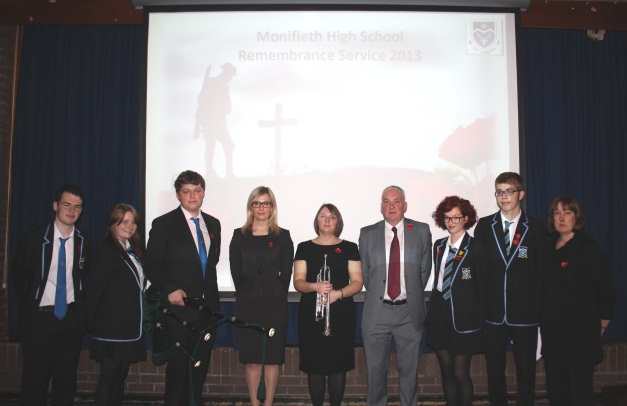 Monifieth High School
Remembrance Service 2013